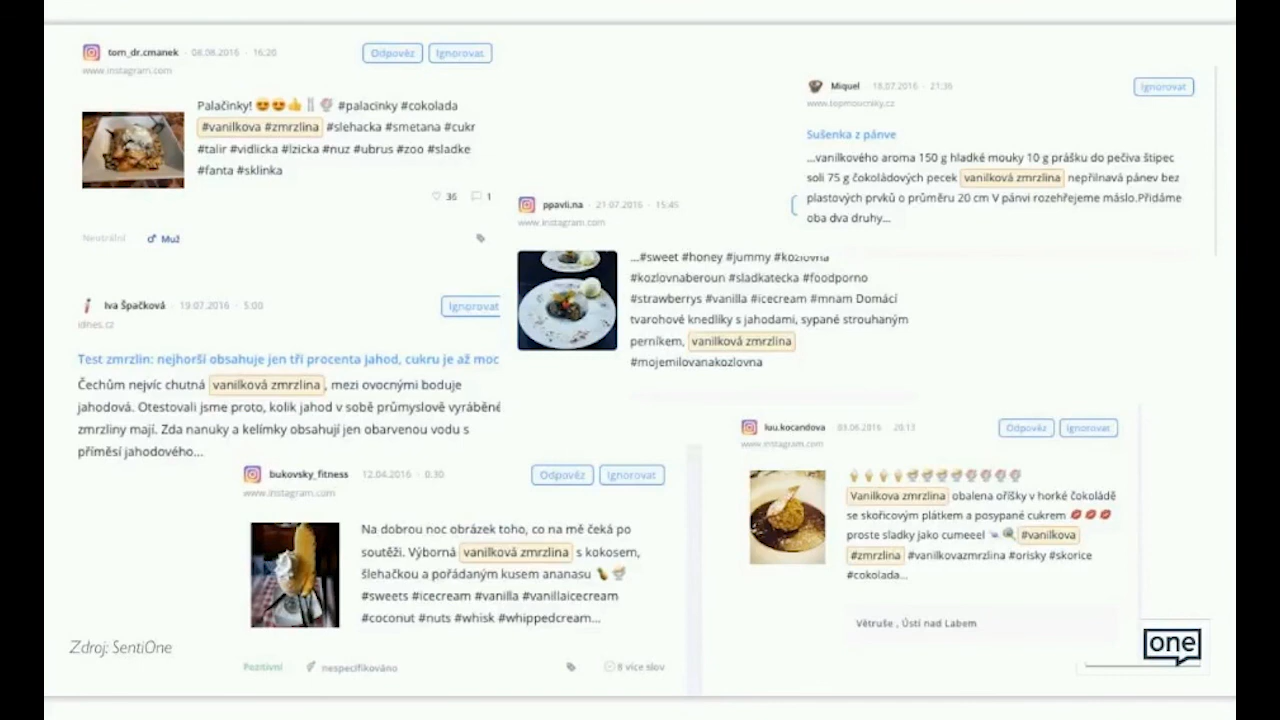 tom_dr.cmanek · 08.08.2016 · 16:20
Odpověz
Ignorovat
www.instagram.com
Palačinky! 😍😍👍🍴🍨 #palacinky #cokolada
#vanilkova #zmrzlina #slehacka #smetana #cukr
#talir #vidlicka #lzicka #nuz #ubrus #zoo #sladke
#fanta #sklinka
36
1
Neutrální
Muž
Miquel · 18.07.2016 · 21:36
Ignorovat
www.topmovcniky.cz
Sušenka z pánve
...vanilkového aroma 150 g hladké mouky 10 g prášku do pečiva štipec
soli 75 g čokoládových pecek vanilková zmrzlina nepřilnavá pánev bez
plastových prvků o průměru 20 cm V pánvi rozehřejeme máslo.Přidáme
oba dva druhy...
ppavli.na · 21.07.2016 · 15:45
www.instagram.com
...#sweet #honey #jummy #kozlovna
#kozlovnaberoun #sladkatecka #foodporno
#strawberrys #vanilla #icecream #mnam Domácí
tvarohové knedlíky s jahodami, sypané strouhaným
perníkem, vanilková zmrzlina
#mojemilovanakozlovna
Iva Špačková · 19.07.2016 · 5:00
Ignorovat
idnes.cz
Test zmrzlin: nejhorší obsahuje jen tři procenta jahod, cukru je až moc
Čechům nejvíc chutná vanilková zmrzlina, mezi ovocnými boduje
jahodová. Otestovali jsme proto, kolik jahod v sobě průmyslově vyráběné
zmrzliny mají. Zda nanuky a kelímky obsahují jen obarvenou vodu s
příměsí jahodového...
bukovsky_fitness · 12.04.2016 · 0:30
Odpověz
Ignorovat
www.instagram.com
Na dobrou noc obrázek toho, co na mě čeká po
soutěži. Výborná vanilková zmrzlina s kokosem,
šlehačkou a pořádaným kusem ananasu 🍍🍨
#sweets #icecream #vanilla #vanillaicecream
#coconut #nuts #whisk #whippedcream...
Pozitivní
nespecifikováno
8 více slov
luu.kocandova 03.06.2016 · 20:13
Odpověz
Ignorovat
www.instagram.com
🍦🍦🍦🍦🍨🍨🍨🍨🍧🍧🍧🍧
Vanilkova zmrzlina obalena oříšky v horké čokoládě
se skořicovým plátkem a posypané cukrem 💋💋💋
proste sladky jako cumeeel 🍬🍭 #vanilkova
#zmrzlina #vanilkovazmrzlina #orisky #skorice
#cokolada...
Větruše , Ústí nad Labem
Zdroj: SentiOne
one